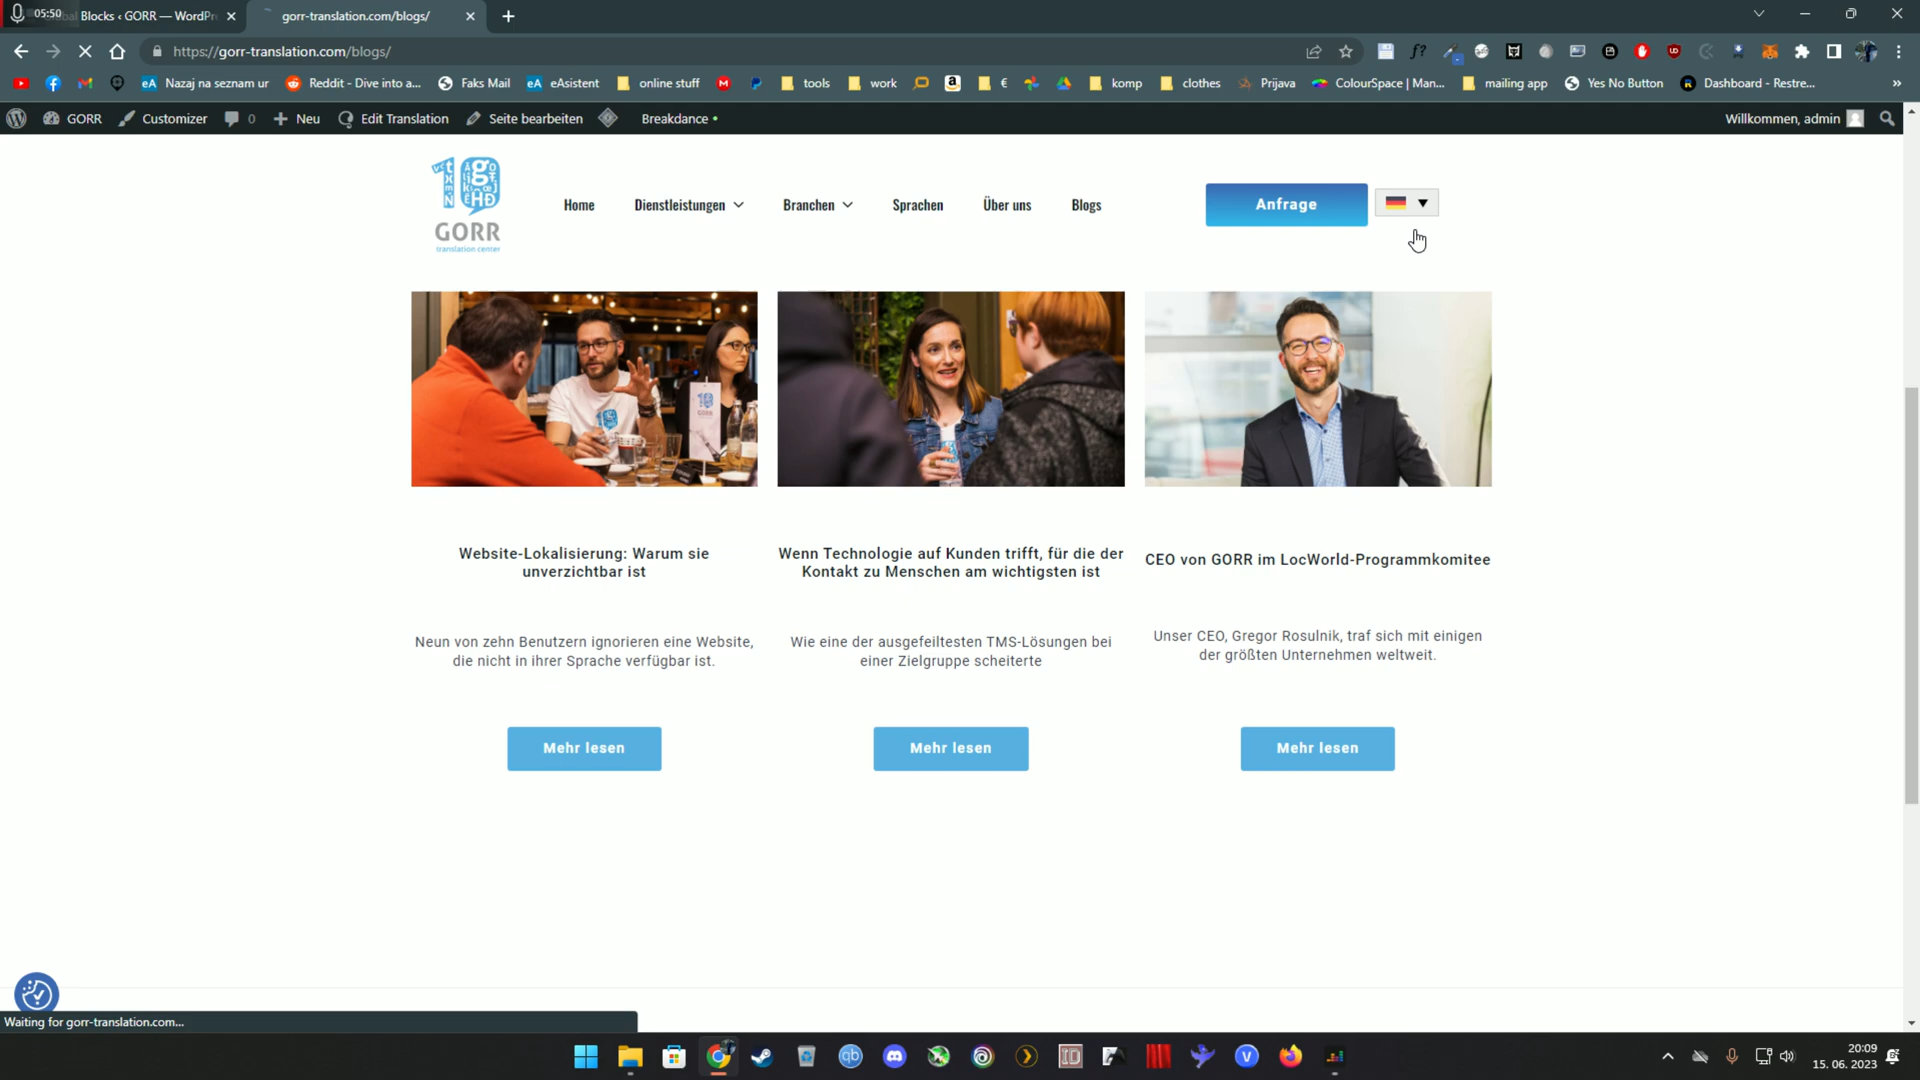 05:50
Blocks ‹ GORR — WordPr
gorr-translation.com/blogs/
https://gorr-translation.com/blogs/
Nazaj na seznam ur
Reddit - Dive into a...
Faks Mail
eA eAsistent
online stuff
tools
work
€
komp
clothes
Prijava
ColourSpace | Man...
mailing app
Yes No Button
Dashboard - Restre...
»
GORR
Customizer
0
Neu
Edit Translation
Seite bearbeiten
Breakdance
Willkommen, admin
GORR
translation center
Home
Dienstleistungen
Branchen
Sprachen
Über uns
Blogs
Anfrage
Website-Lokalisierung: Warum sie
unverzichtbar ist
Neun von zehn Benutzern ignorieren eine Website,
die nicht in ihrer Sprache verfügbar ist.
Mehr lesen
Wenn Technologie auf Kunden trifft, für die der
Kontakt zu Menschen am wichtigsten ist
Wie eine der ausgefeiltesten TMS-Lösungen bei
einer Zielgruppe scheiterte
Mehr lesen
CEO von GORR im LocWorld-Programmkomitee
Unser CEO, Gregor Rosulnik, traf sich mit einigen
der größten Unternehmen weltweit.
Mehr lesen
Waiting for gorr-translation.com...
20:09
15. 06. 2023